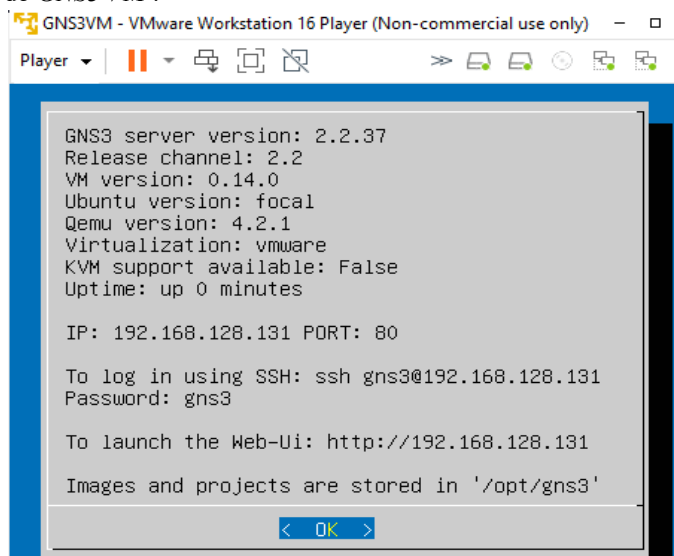 GNS3VM - VMware Workstation 16 Player (Non-commercial use only)
Player
GNS3 server version: 2.2.37
Release channel: 2.2
VM version: 0.14.0
Ubuntu version: focal
Qemu version: 4.2.1
Virtualization: vmware
KVM support available: False
Uptime: up 0 minutes
IP: 192.168.128.131 PORT: 80
To log in using SSH: ssh gns3@192.168.128.131
Password: gns3
To launch the Web-Ui: http://192.168.128.131
Images and projects are stored in '/opt/gns3'
< OK >